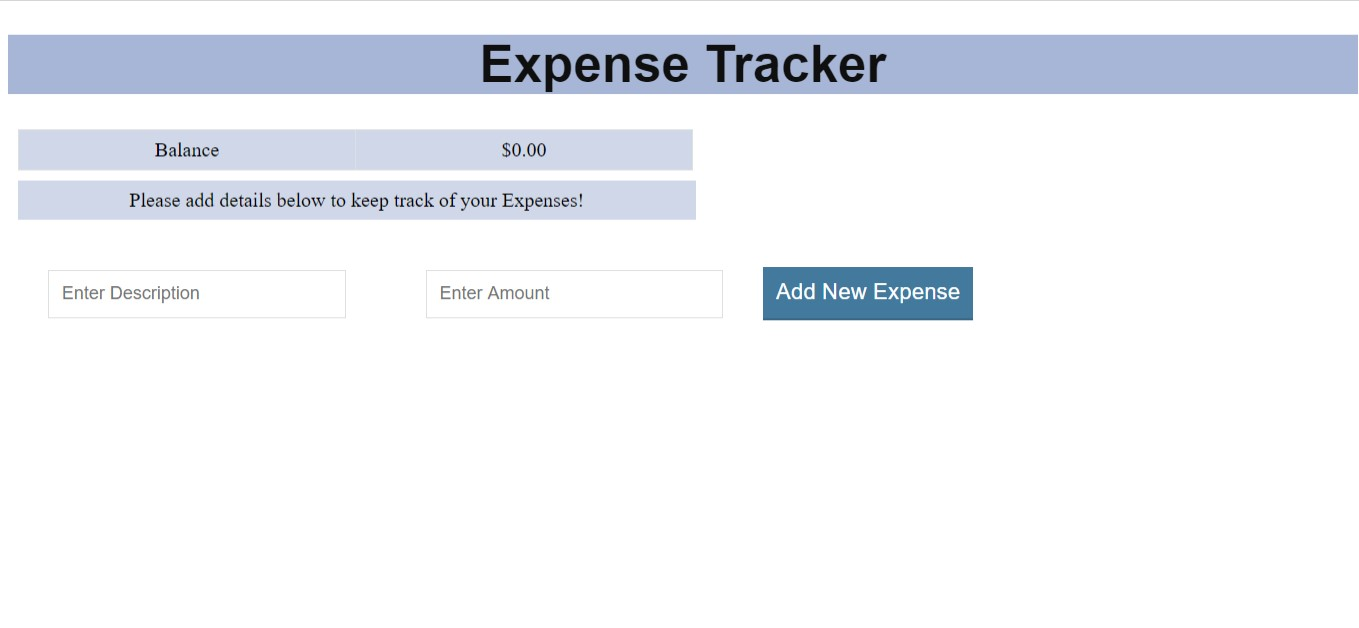 Expense Tracker
Balance $0.00
Please add details below to keep track of your Expenses!
Enter Description Enter Amount Add New Expense